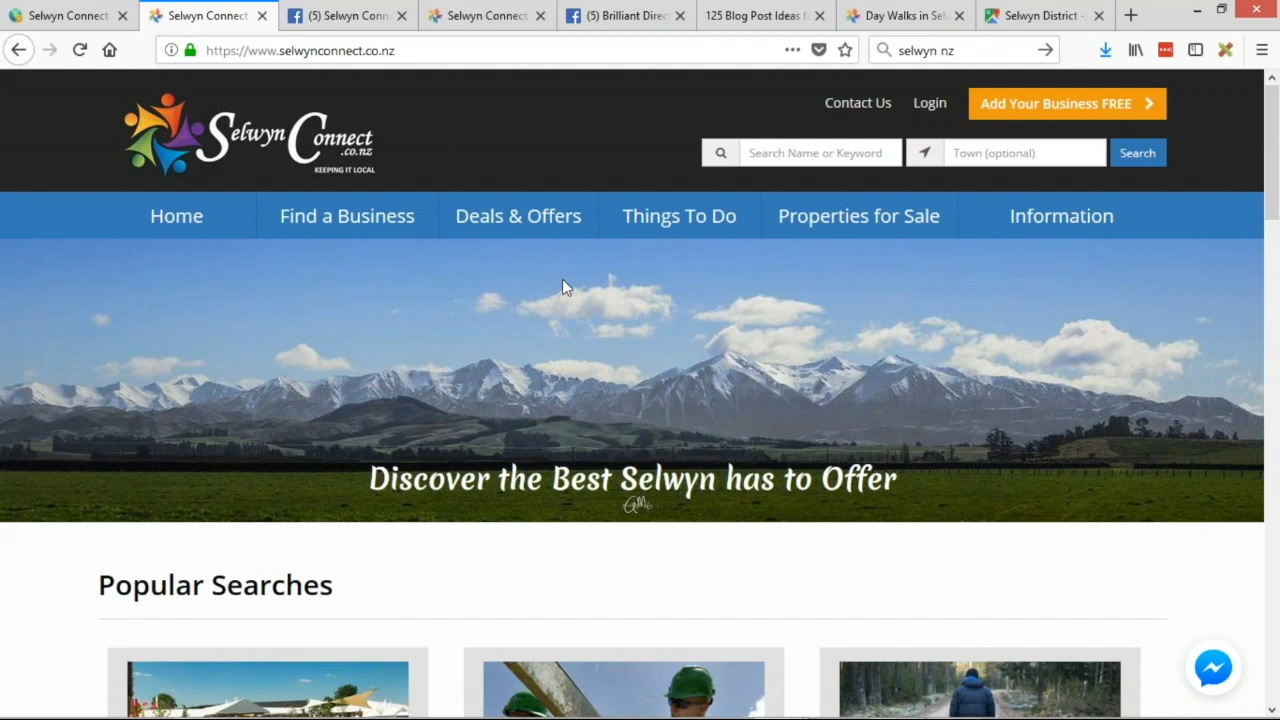 Selwyn Connect
Selwyn Connect
(5) Selwyn Conn
Selwyn Connect
(5) Brilliant Direc
125 Blog Post Ideas f
Day Walks in Sel
Selwyn District -
https://www.selwynconnect.co.nz
selwyn nz
Contact Us
Login
Add Your Business FREE
Selwyn Connect
.co.nz
KEEPING IT LOCAL
Search Name or Keyword
Town (optional)
Search
Home
Find a Business
Deals & Offers
Things To Do
Properties for Sale
Information
Discover the Best Selwyn has to Offer
Popular Searches